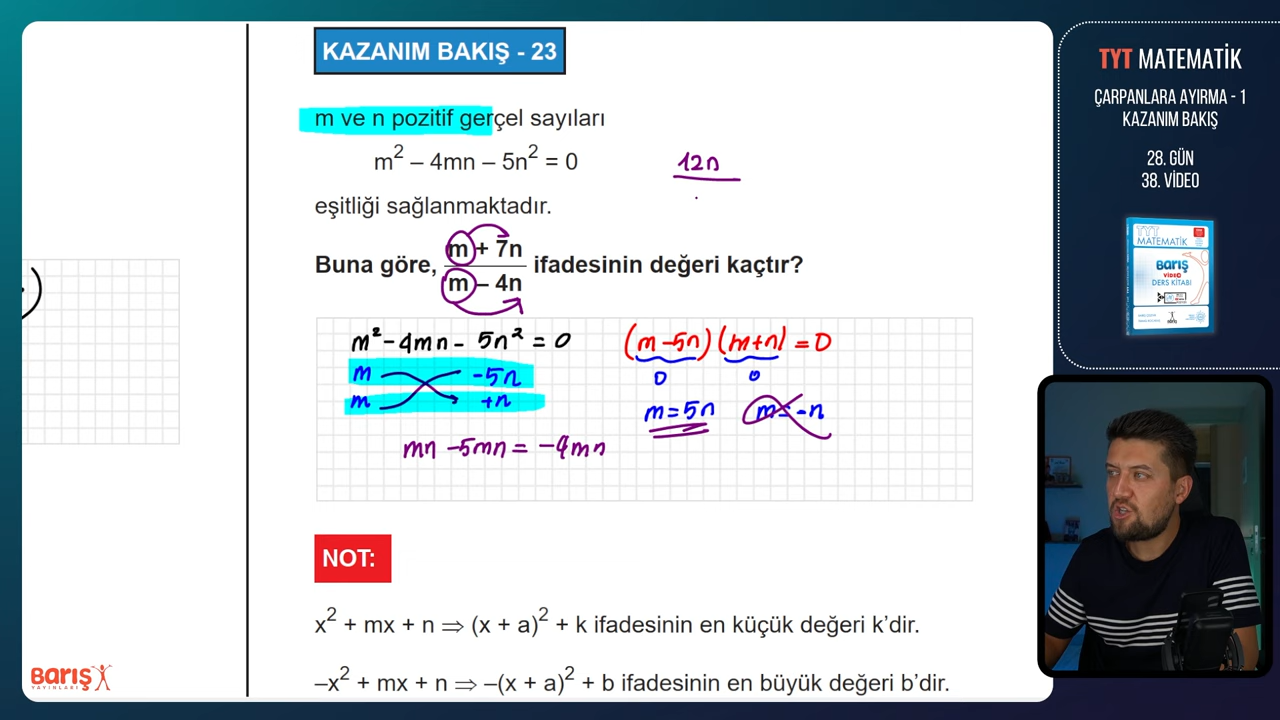 KAZANIM BAKIŞ - 23
m ve n pozitif gerçel sayıları
m² – 4mn – 5n² = 0
12n
eşitliği sağlanmaktadır.
Buna göre, m + 7n / m – 4n ifadesinin değeri kaçtır?
m² - 4mn - 5n² = 0
(m - 5n) (m+n) = 0
m -5n
m +n
0 0
m = 5n m = -n
mn - 5mn = -4mn
NOT:
x² + mx + n ⇒ (x + a)² + k ifadesinin en küçük değeri k’dir.
–x² + mx + n ⇒ –(x + a)² + b ifadesinin en büyük değeri b’dir.
Barış
YAYINLARI
)
TYT MATEMATİK
ÇARPANLARA AYIRMA - 1
KAZANIM BAKIŞ
28. GÜN
38. VİDEO
TYT
MATEMATİK
Barış
VİDEO
DERS KİTABI